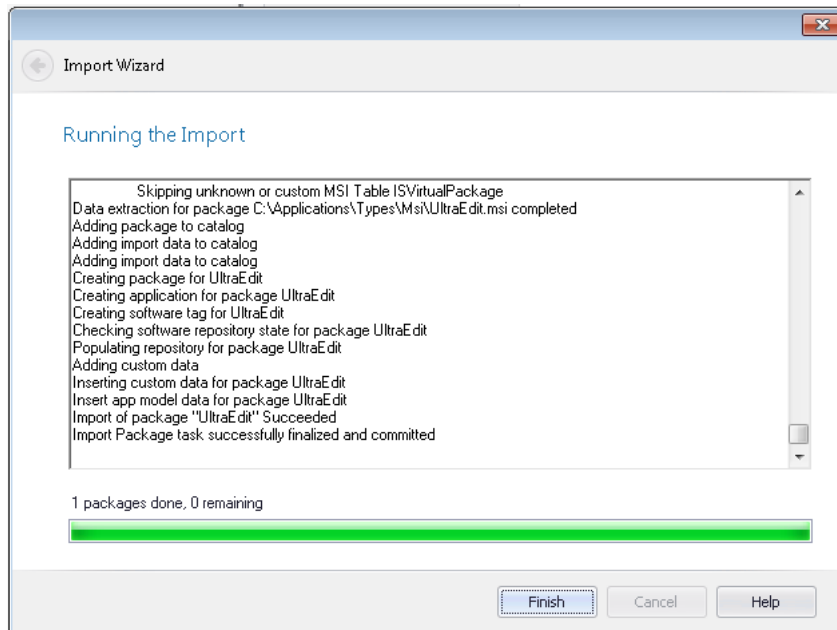 Import Wizard
Running the Import
Skipping unknown or custom MSI Table ISVirtualPackage
Data extraction for package C:\Applications\Types\Msi\UltraEdit.msi completed
Adding package to catalog
Adding import data to catalog
Adding import data to catalog
Creating package for UltraEdit
Creating application for package UltraEdit
Creating software tag for UltraEdit
Checking software repository state for package UltraEdit
Populating repository for package UltraEdit
Adding custom data
Inserting custom data for package UltraEdit
Insert app model data for package UltraEdit
Import of package "UltraEdit" Succeeded
Import Package task successfully finalized and committed
1 packages done, 0 remaining
Finish
Cancel
Help